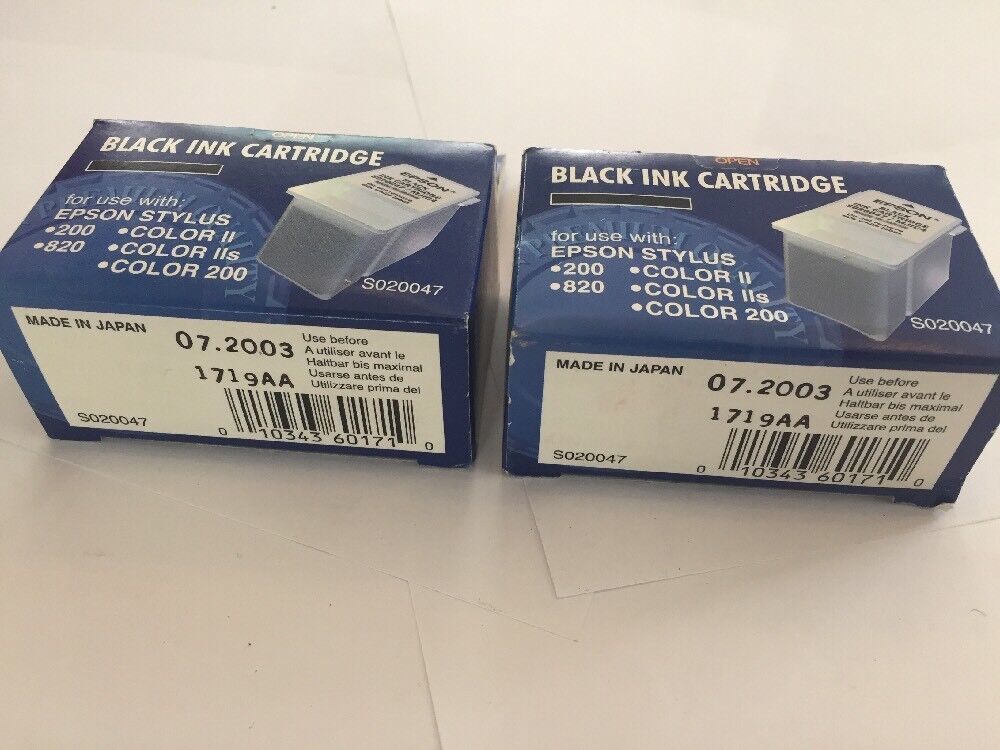 OPEN
BLACK INK CARTRIDGE
for use with:
EPSON STYLUS
•200 •COLOR II
•820 •COLOR IIs
•COLOR 200
EPSON
S020047
MADE IN JAPAN
07.2003
1719AA
Use before
A utiliser avant le
Haltbar bis maximal
Usarse antes de
Utilizzare prima del
S020047
0 10343 60171 0
OPEN
BLACK INK CARTRIDGE
for use with:
EPSON STYLUS
•200 •COLOR II
•820 •COLOR IIs
•COLOR 200
EPSON
S020047
MADE IN JAPAN
07.2003
1719AA
Use before
A utiliser avant le
Haltbar bis maximal
Usarse antes de
Utilizzare prima del
S020047
0 10343 60171 0